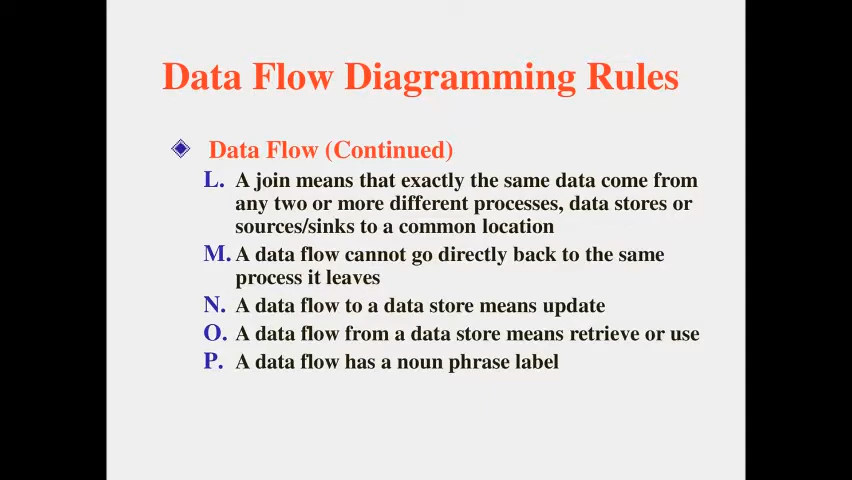 Data Flow Diagramming Rules
Data Flow (Continued)
L. A join means that exactly the same data come from
any two or more different processes, data stores or
sources/sinks to a common location
M. A data flow cannot go directly back to the same
process it leaves
N. A data flow to a data store means update
O. A data flow from a data store means retrieve or use
P. A data flow has a noun phrase label